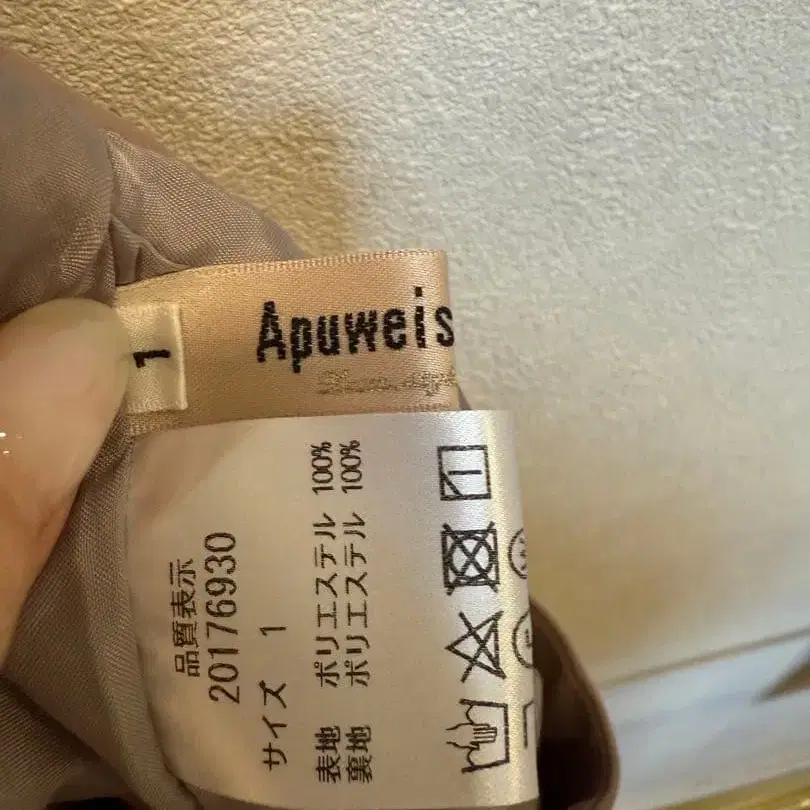 Apuweis
1
品質表示
20176930
サイズ 1
表地 ポリエステル 100%
裏地 ポリエステル 100%